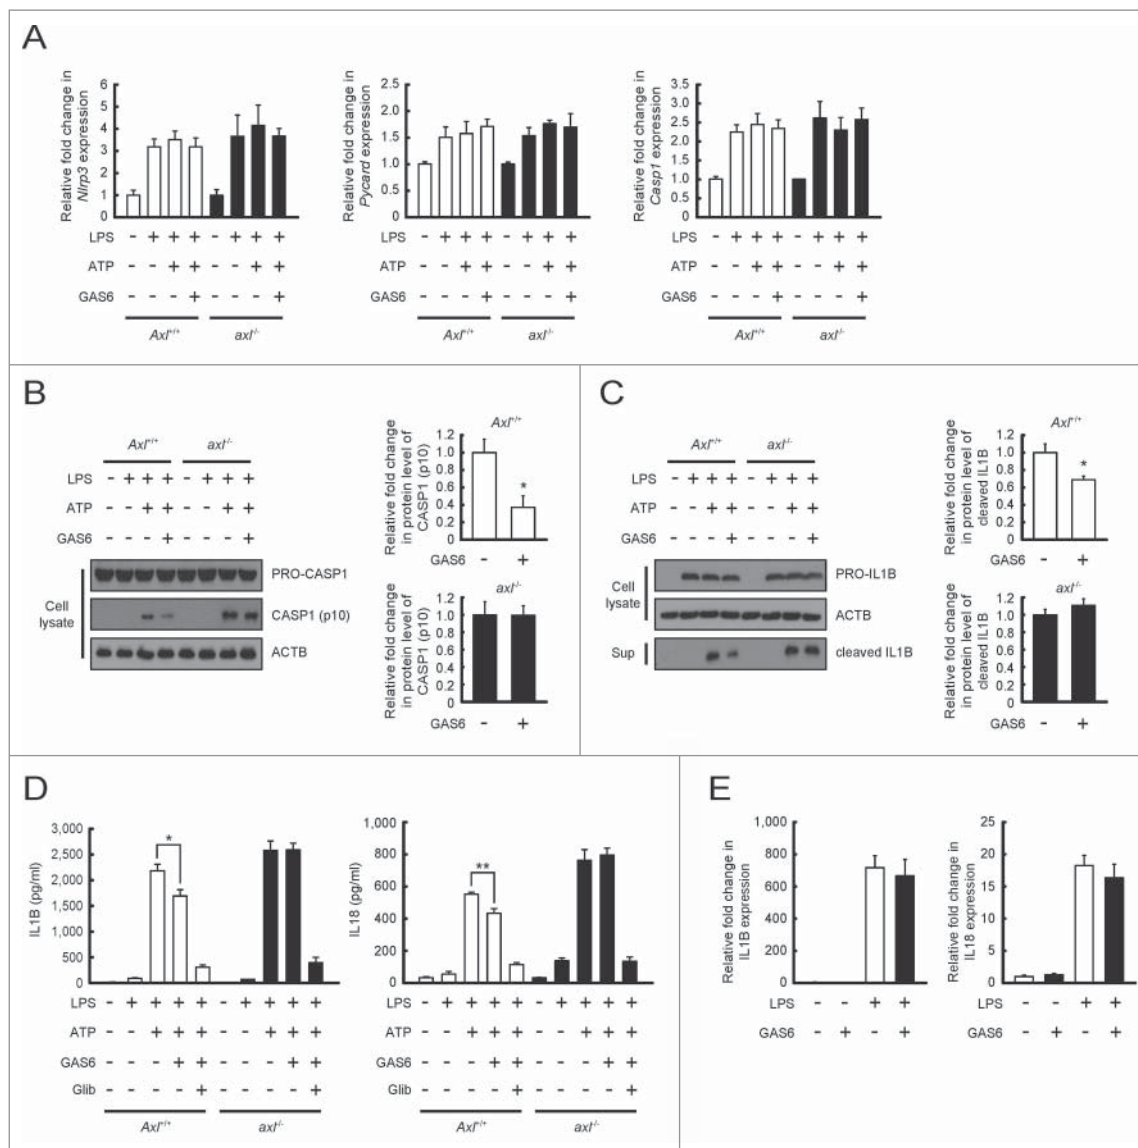 A
Relative fold change in
Nlrp3 expression
6
5
4
3
2
1
0
LPS - + + + - + + +
ATP - - + + - - + +
GAS6 - - - + - - - +
Axl+/+ axl-/-
Relative fold change in
Pycard expression
2.5
2.0
1.5
1.0
0.5
0
LPS - + + + - + + +
ATP - - + + - - + +
GAS6 - - - + - - - +
Axl+/+ axl-/-
Relative fold change in
Casp1 expression
3.5
3.0
2.5
2.0
1.5
1.0
0.5
0
LPS - + + + - + + +
ATP - - + + - - + +
GAS6 - - - + - - - +
Axl+/+ axl-/-
B
Axl+/+ axl-/-
LPS - + + + - + + +
ATP - - + + - - + +
GAS6 - - - + - - - +
Cell
lysate
PRO-CASP1
CASP1 (p10)
ACTB
Axl+/+
Relative fold change
in protein level of
CASP1 (p10)
1.2
1.0
0.8
0.6
0.4
0.2
0
*
GAS6 - +
axl-/-
Relative fold change
in protein level of
CASP1 (p10)
1.2
1.0
0.8
0.6
0.4
0.2
0
GAS6 - +
C
Axl+/+ axl-/-
LPS - + + + - + + +
ATP - - + + - - + +
GAS6 - - - + - - - +
Cell
lysate
PRO-IL1B
ACTB
Sup
cleaved IL1B
Axl+/+
Relative fold change
in protein level of
cleaved IL1B
1.2
1.0
0.8
0.6
0.4
0.2
0
*
GAS6 - +
axl-/-
Relative fold change
in protein level of
cleaved IL1B
1.2
1.0
0.8
0.6
0.4
0.2
0
GAS6 - +
D
IL1B (pg/ml)
3,000
2,500
2,000
1,500
1,000
500
0
*
LPS - + + + + - + + + +
ATP - - + + + - - + + +
GAS6 - - - + + - - - + +
Glib - - - - + - - - - +
Axl+/+ axl-/-
IL18 (pg/ml)
1,000
800
600
400
200
0
**
LPS - + + + + - + + + +
ATP - - + + + - - + + +
GAS6 - - - + + - - - + +
Glib - - - - + - - - - +
Axl+/+ axl-/-
E
Relative fold change in
IL1B expression
1,000
800
600
400
200
0
LPS - - + +
GAS6 - + - +
Relative fold change in
IL18 expression
25
20
15
10
5
0
LPS - - + +
GAS6 - + - +